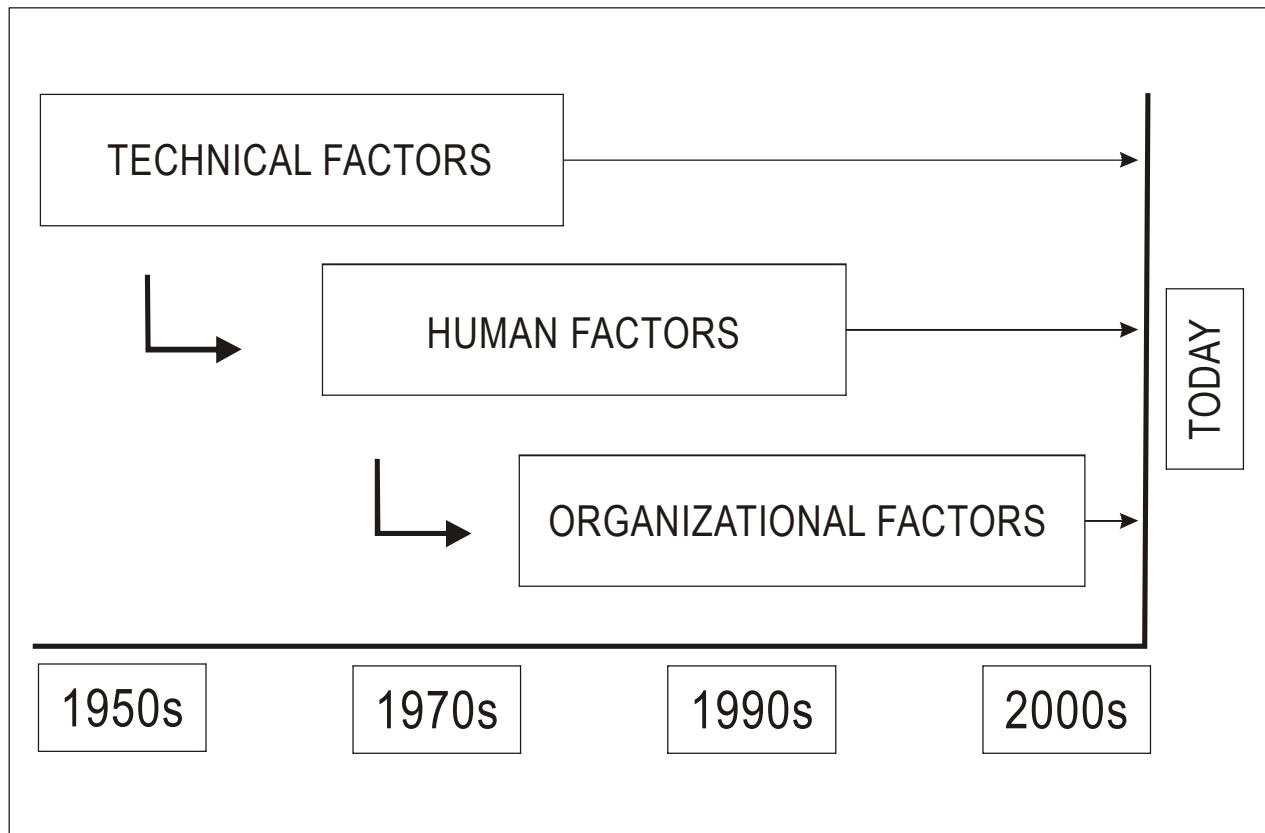 TECHNICAL FACTORS
HUMAN FACTORS
ORGANIZATIONAL FACTORS
TODAY
1950s
1970s
1990s
2000s